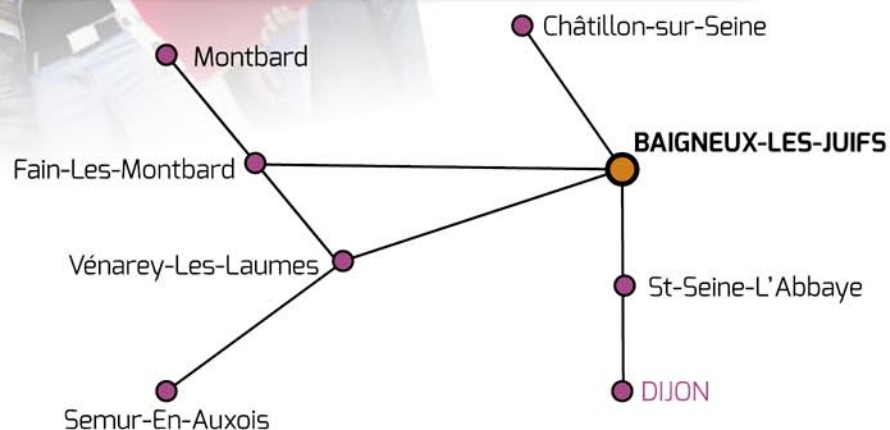 Châtillon-sur-Seine
Montbard
BAIGNEUX-LES-JUIFS
Fain-Les-Montbard
Vénarey-Les-Laumes
St-Seine-L'Abbaye
DIJON
Semur-En-Auxois